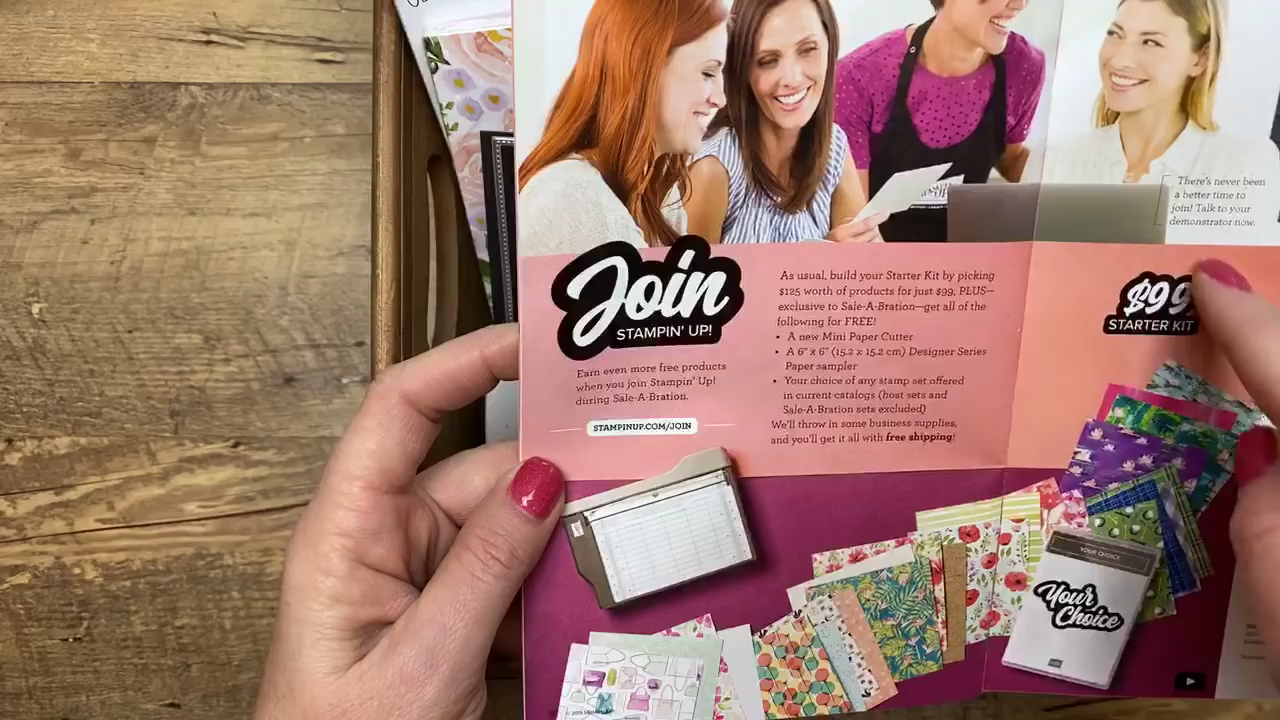 There's never been
a better time to
join! Talk to your
demonstrator now.
Join
STAMPIN' UP!
Earn even more free products
when you join Stampin' Up!
during Sale-A-Bration.
STAMPINUP.COM/JOIN
As usual, build your Starter Kit by picking
$125 worth of products for just $99, PLUS—
exclusive to Sale-A-Bration—get all of the
following for FREE!
• A new Mini Paper Cutter
• A 6" x 6" (15.2 x 15.2 cm) Designer Series
Paper sampler
• Your choice of any stamp set offered
in current catalogs (host sets and
Sale-A-Bration sets excluded)
We'll throw in some business supplies,
and you'll get it all with free shipping!
$99
STARTER KIT
YOUR CHOICE
Your
Choice